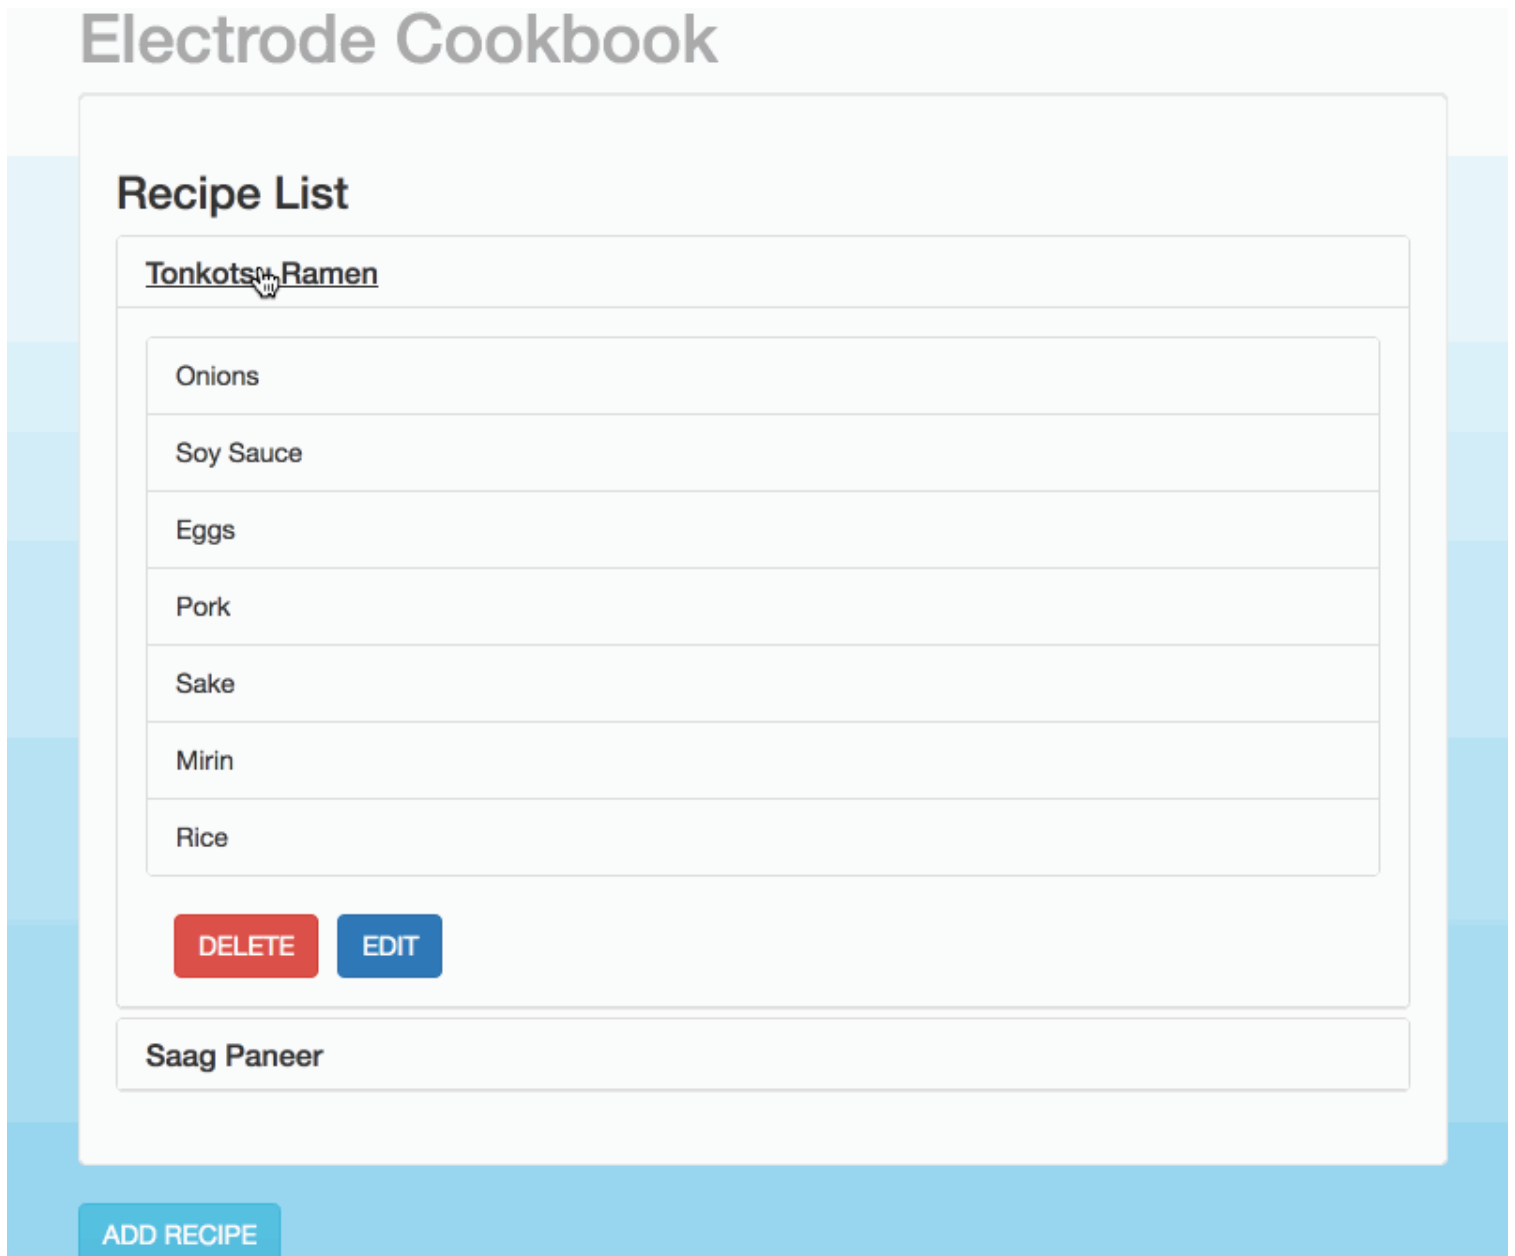 Electrode Cookbook
Recipe List
Tonkotsu Ramen
Onions
Soy Sauce
Eggs
Pork
Sake
Mirin
Rice
DELETE EDIT
Saag Paneer
ADD RECIPE